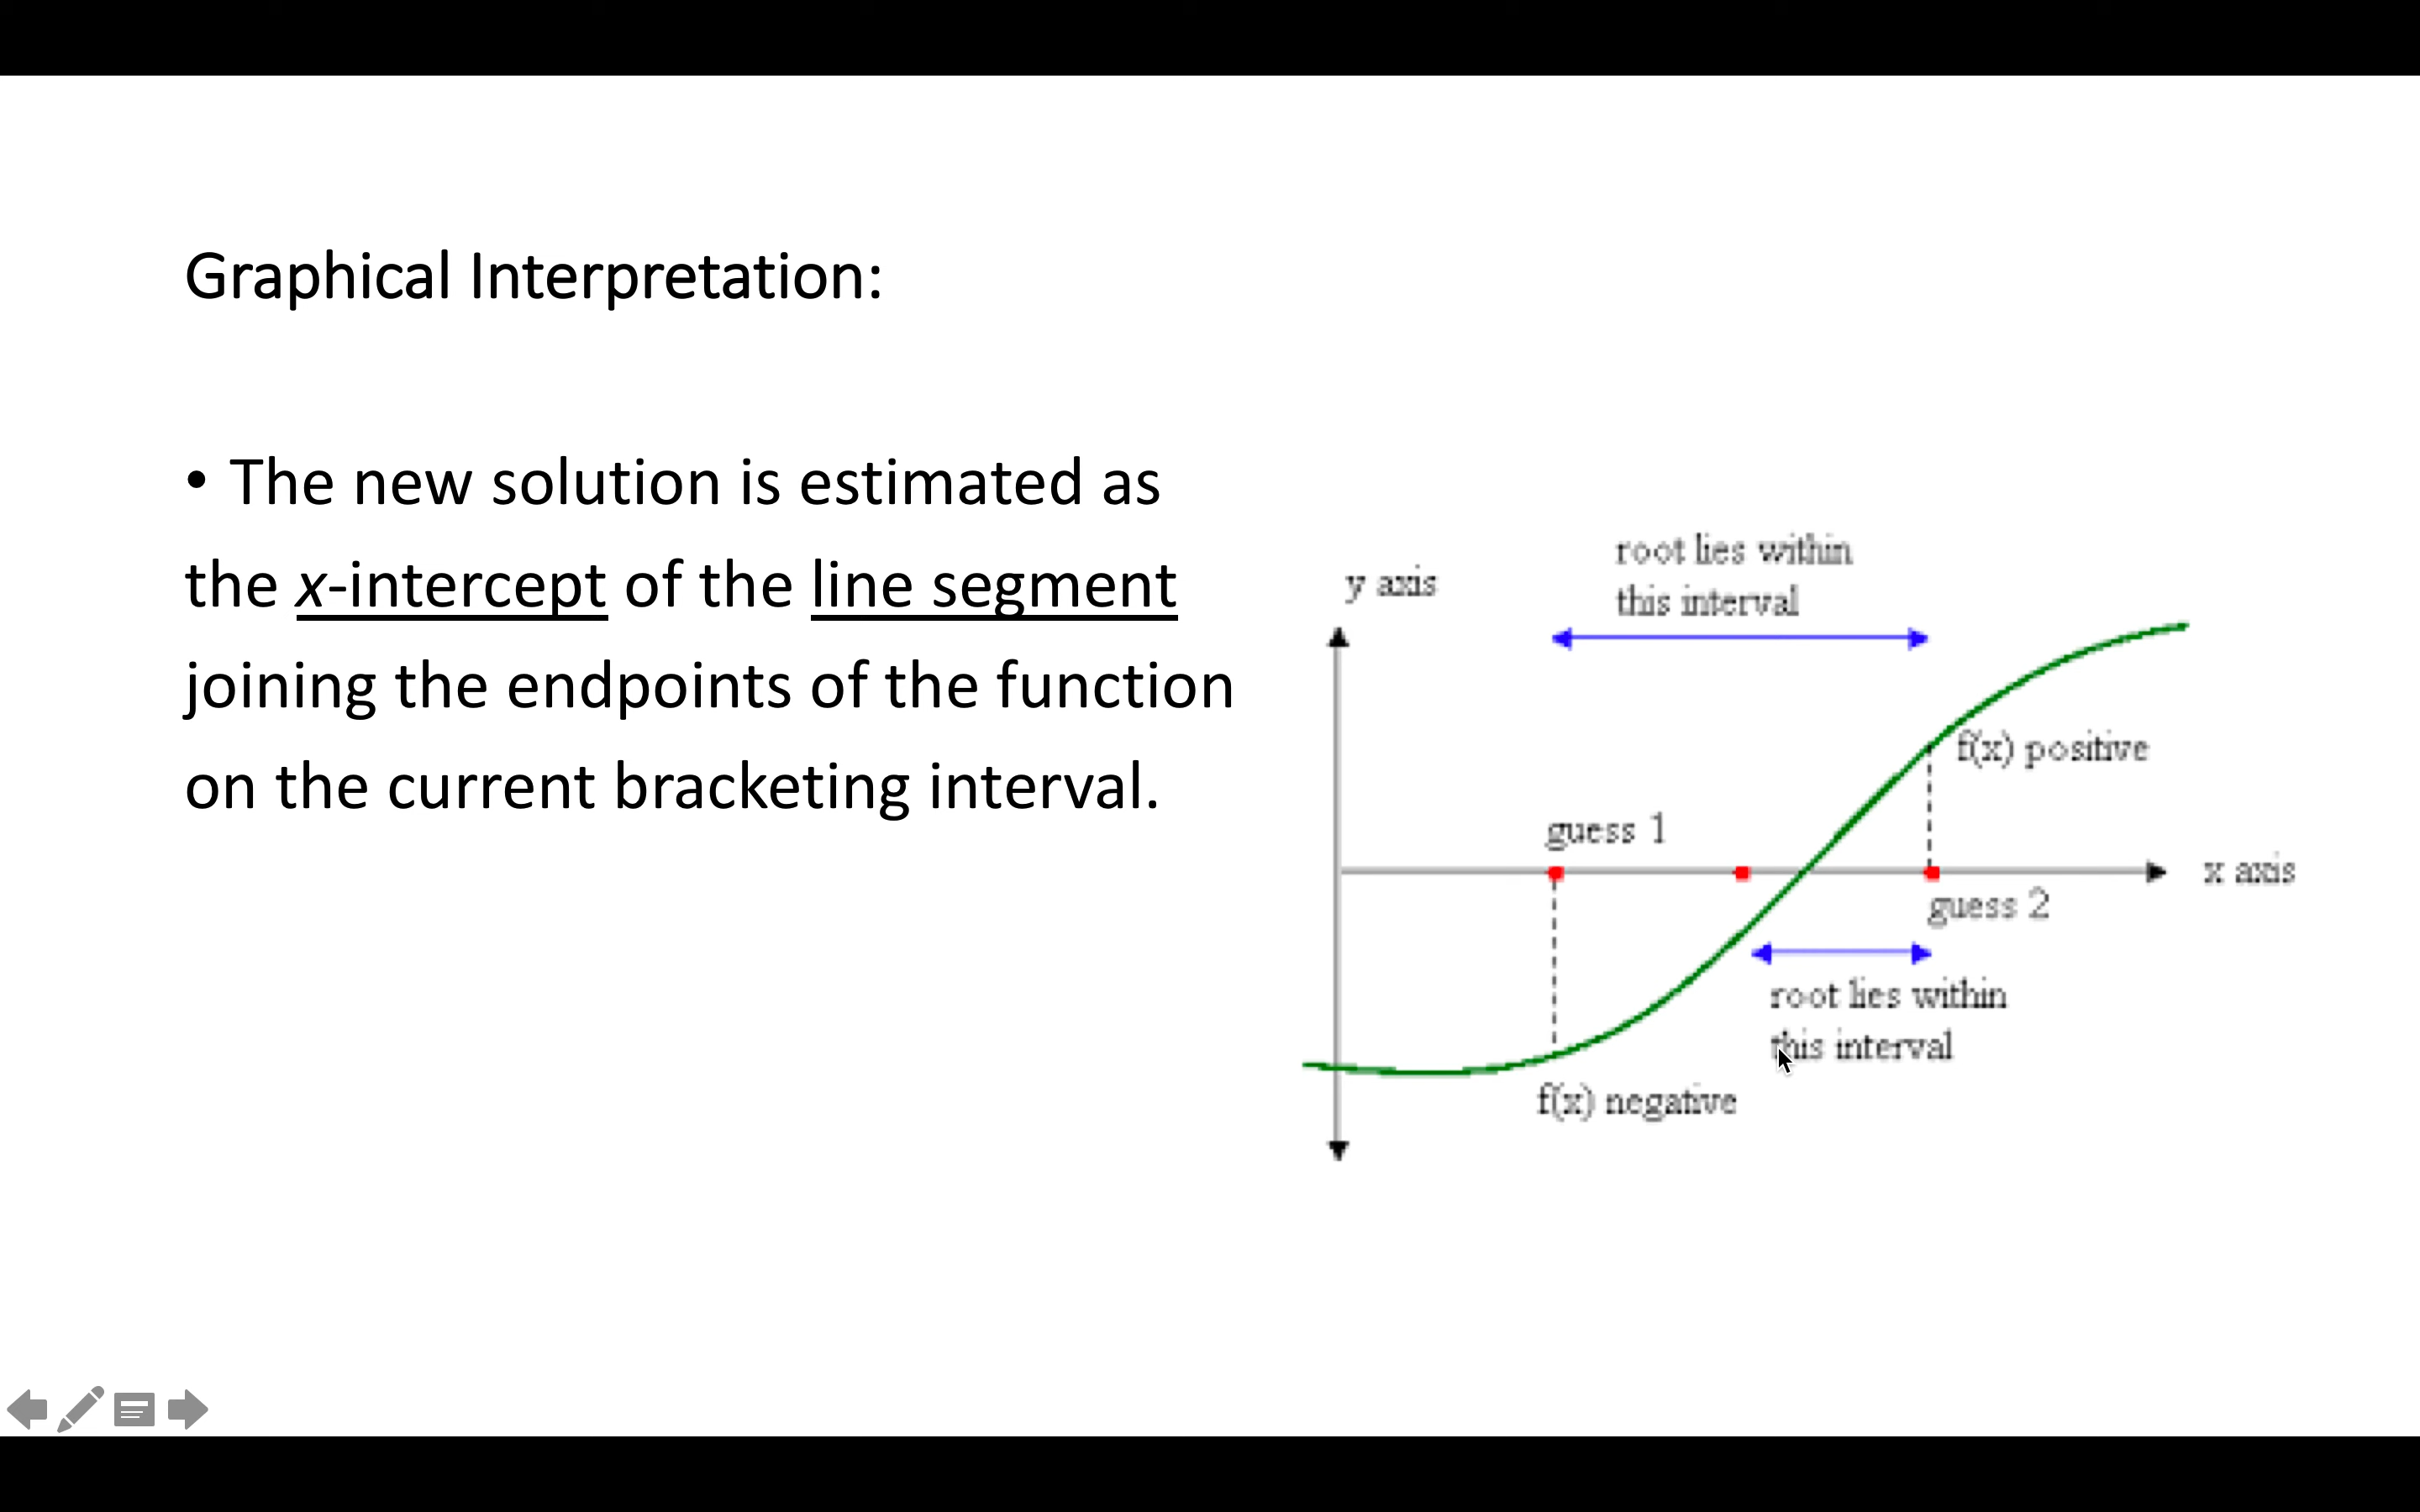 Graphical Interpretation:
• The new solution is estimated as
the x-intercept of the line segment
joining the endpoints of the function
on the current bracketing interval.
root lies within
this interval
y axis
f(x) positive
guess 1
x axis
guess 2
root lies within
this interval
f(x) negative